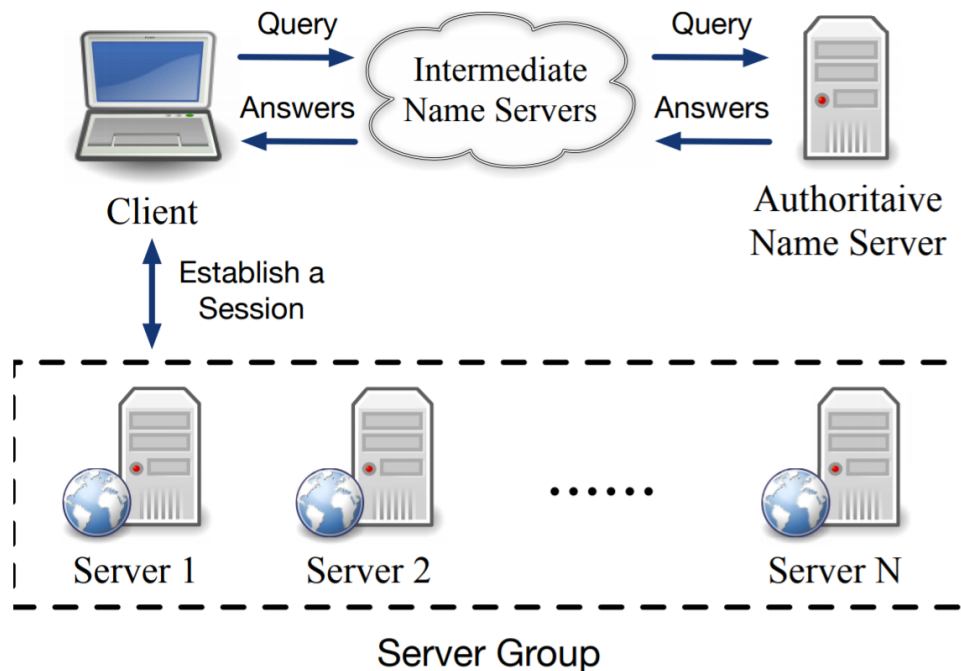 Query
Query
Intermediate
Name Servers
Answers
Answers
Client
Authoritaive
Name Server
Establish a
Session
......
Server 1
Server 2
Server N
Server Group